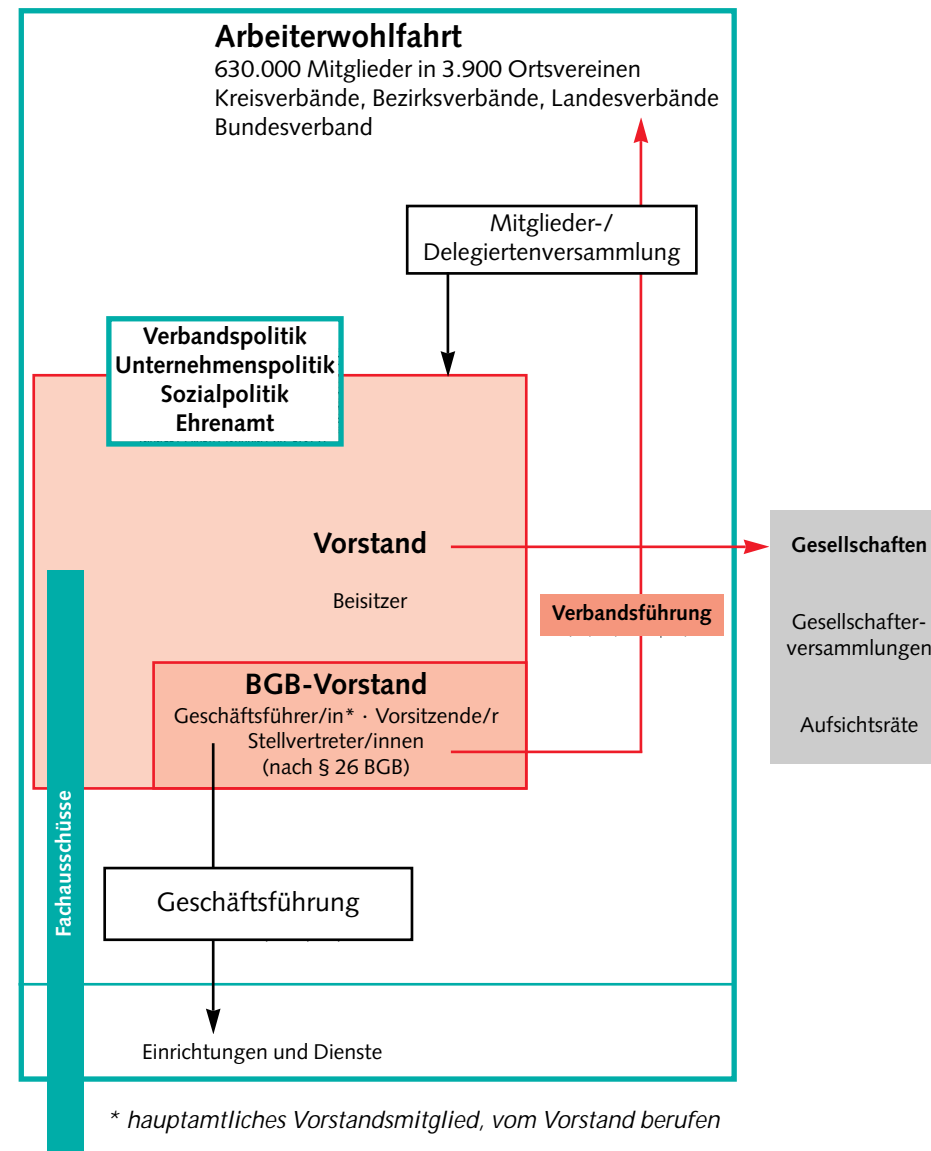 Arbeiterwohlfahrt
630.000 Mitglieder in 3.900 Ortsvereinen
Kreisverbände, Bezirksverbände, Landesverbände
Bundesverband
Mitglieder-/
Delegiertenversammlung
Verbandspolitik
Unternehmenspolitik
Sozialpolitik
Ehrenamt
Vorstand
Beisitzer
Verbandsführung
Gesellschaften
Gesellschafter-
versammlungen
Aufsichtsräte
BGB-Vorstand
Geschäftsführer/in* · Vorsitzende/r
Stellvertreter/innen
(nach § 26 BGB)
Fachausschüsse
Geschäftsführung
Einrichtungen und Dienste
* hauptamtliches Vorstandsmitglied, vom Vorstand berufen